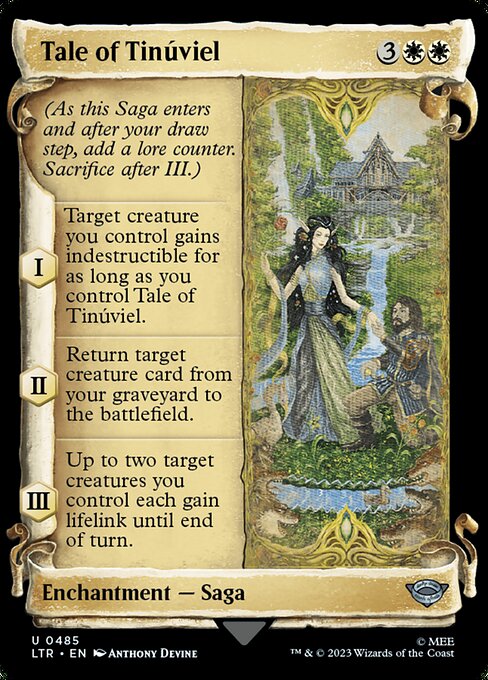 Tale of Tinúviel 3
(As this Saga enters
and after your draw
step, add a lore counter.
Sacrifice after III.)
I
Target creature
you control gains
indestructible for
as long as you
control Tale of
Tinúviel.
II
Return target
creature card from
your graveyard to
the battlefield.
III
Up to two target
creatures you
control each gain
lifelink until end
of turn.
Enchantment — Saga
U 0485
LTR • EN ANTHONY DEVINE
© MEE
™ & © 2023 Wizards of the Coast